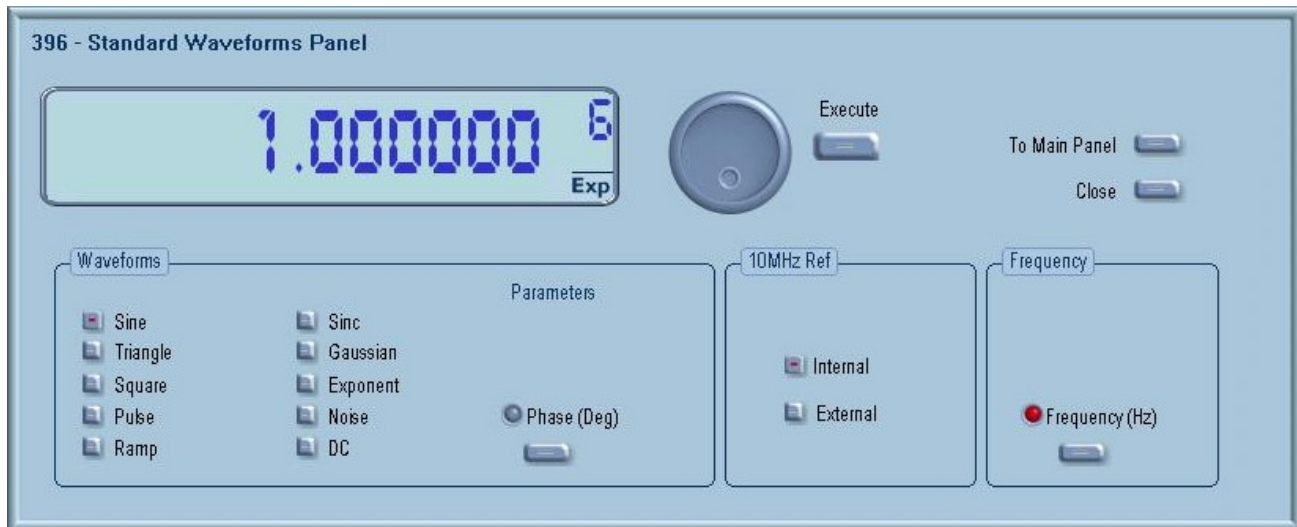 396 - Standard Waveforms Panel
1.000000 6
Exp
Execute
To Main Panel
Close
Waveforms
Parameters
Sine
Triangle
Square
Pulse
Ramp
Sinc
Gaussian
Exponent
Noise
DC
Phase (Deg)
10MHz Ref
Internal
External
Frequency
Frequency (Hz)